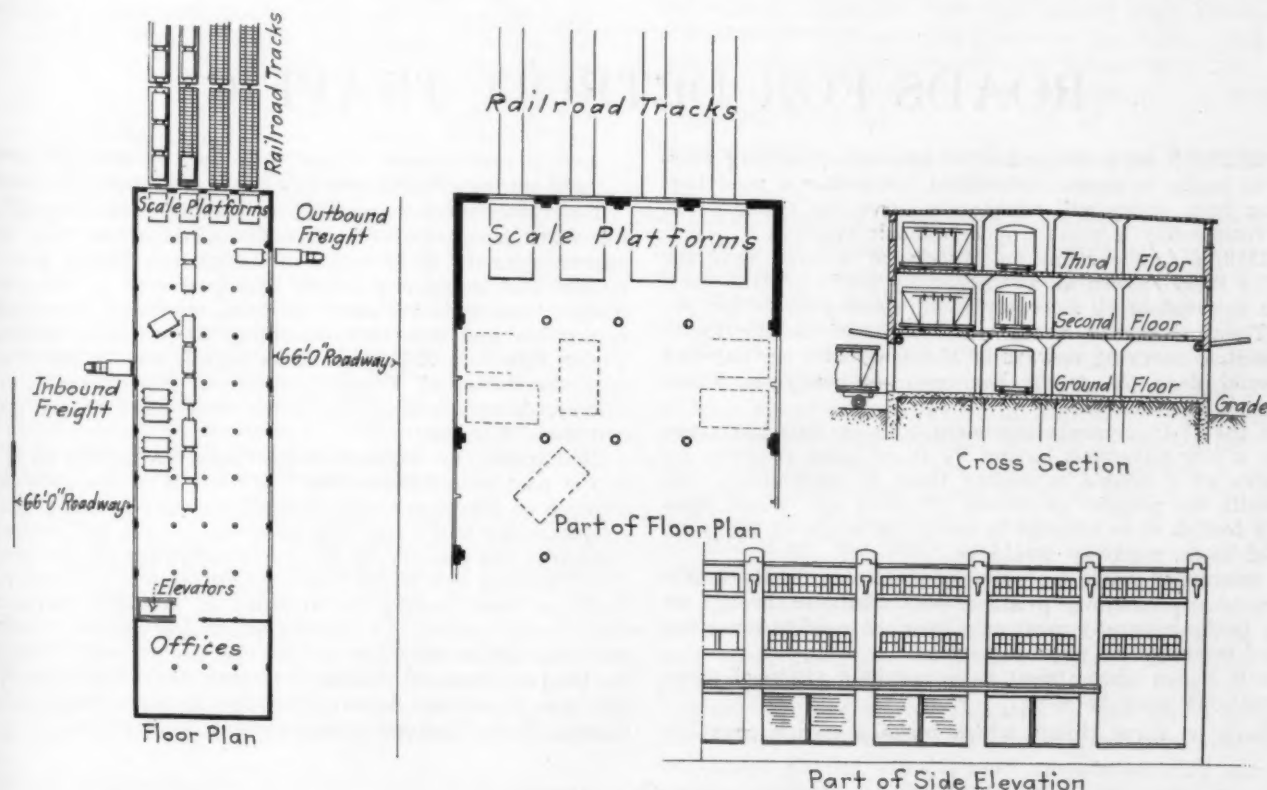 Railroad Tracks
Scale Platforms
Outbound
Freight
66'-0" Roadway
Inbound
Freight
66'-0" Roadway
Elevators
Offices
Floor Plan
Railroad Tracks
Scale Platforms
Part of Floor Plan
Third Floor
Second Floor
Ground Floor
Grade
Cross Section
Part of Side Elevation